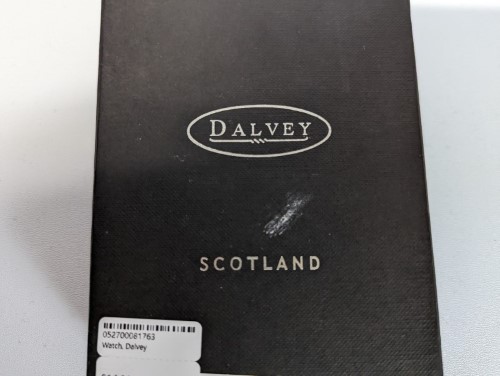 DALVEY
SCOTLAND
052700081763
Watch, Dalvey